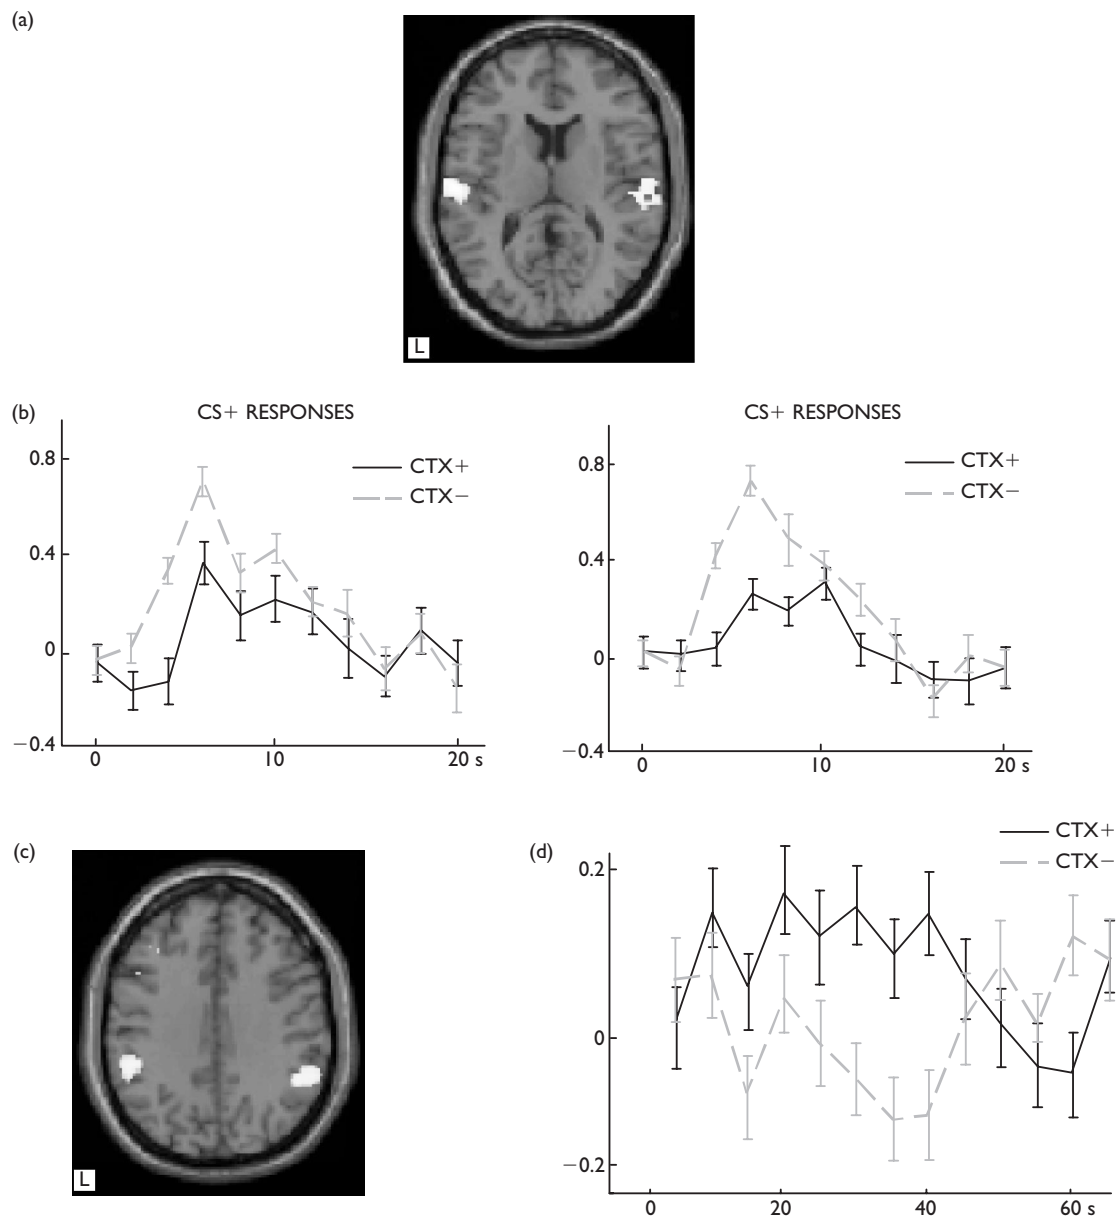 (a)
L
(b)
CS+ RESPONSES
CTX+
CTX−
0.8
0.4
0
−0.4
0
10
20 s
CS+ RESPONSES
CTX+
CTX−
0.8
0.4
0
−0.4
0
10
20 s
(c)
L
(d)
CTX+
CTX−
0.2
0
−0.2
0
20
40
60 s